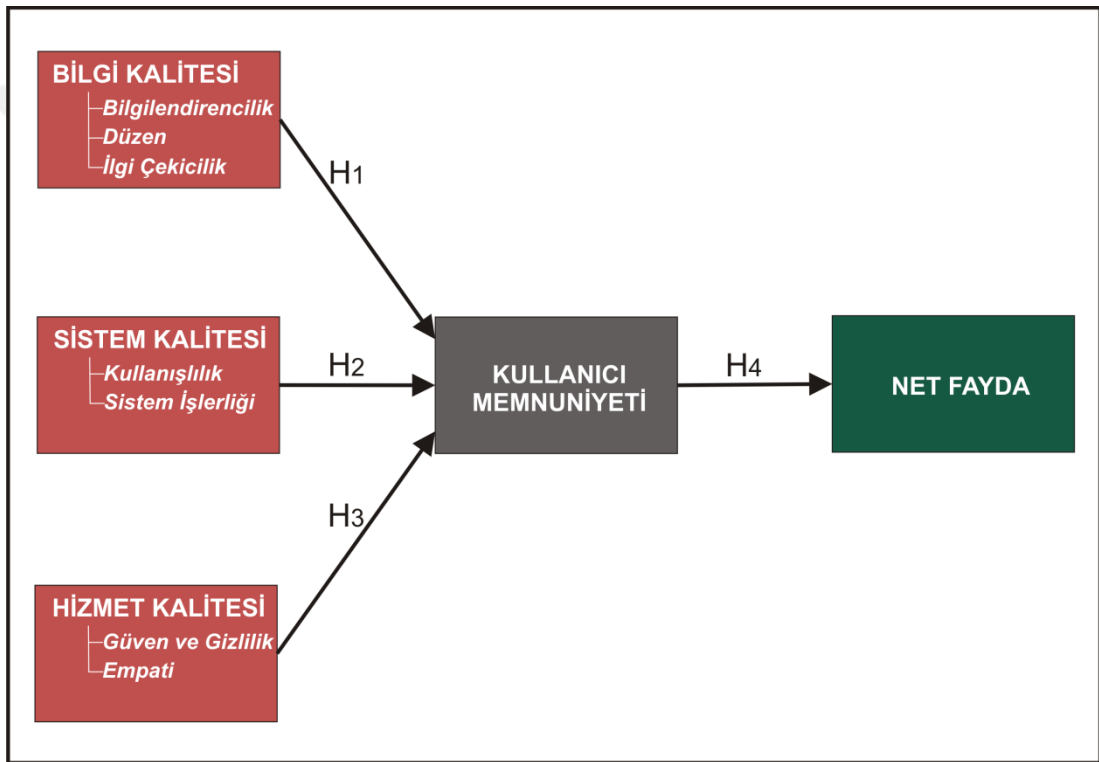 BİLGİ KALİTESİ
Bilgilendirencilik
Düzen
İlgi Çekicilik
H1
SİSTEM KALİTESİ
Kullanışlılık
Sistem İşlerliği
H2
KULLANICI
MEMNUNİYETİ
H4
NET FAYDA
H3
HİZMET KALİTESİ
Güven ve Gizlilik
Empati